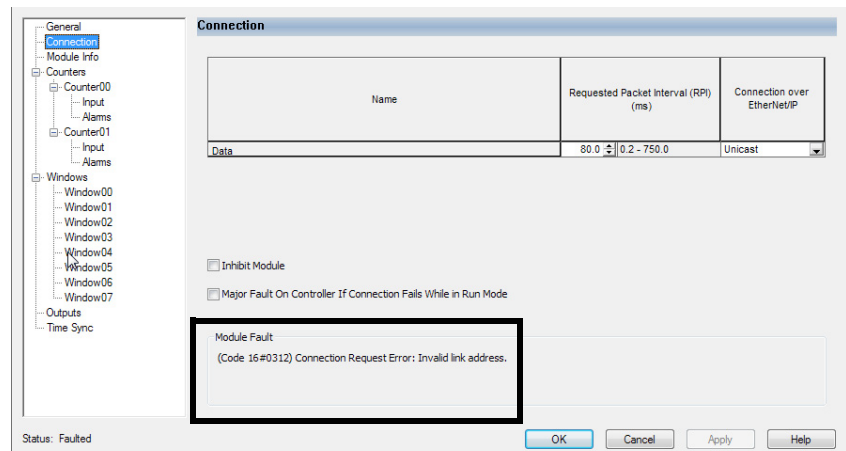 General
Connection
Module Info
Counters
Counter00
Input
Alarms
Counter01
Input
Alarms
Windows
Window00
Window01
Window02
Window03
Window04
Window05
Window06
Window07
Outputs
Time Sync
Connection
Name
Requested Packet Interval (RPI)
(ms)
Connection over
EtherNet/IP
Data 80.0 0.2 - 750.0 Unicast
Inhibit Module
Major Fault On Controller If Connection Fails While in Run Mode
Module Fault
(Code 16#0312) Connection Request Error: Invalid link address.
Status: Faulted
OK Cancel Apply Help